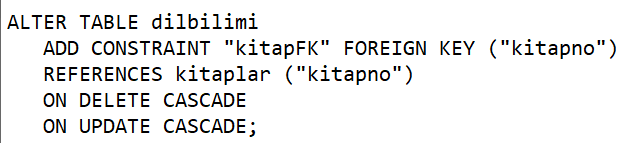 ALTER TABLE dilbilimi
ADD CONSTRAINT "kitapFK" FOREIGN KEY ("kitapno")
REFERENCES kitaplar ("kitapno")
ON DELETE CASCADE
ON UPDATE CASCADE;